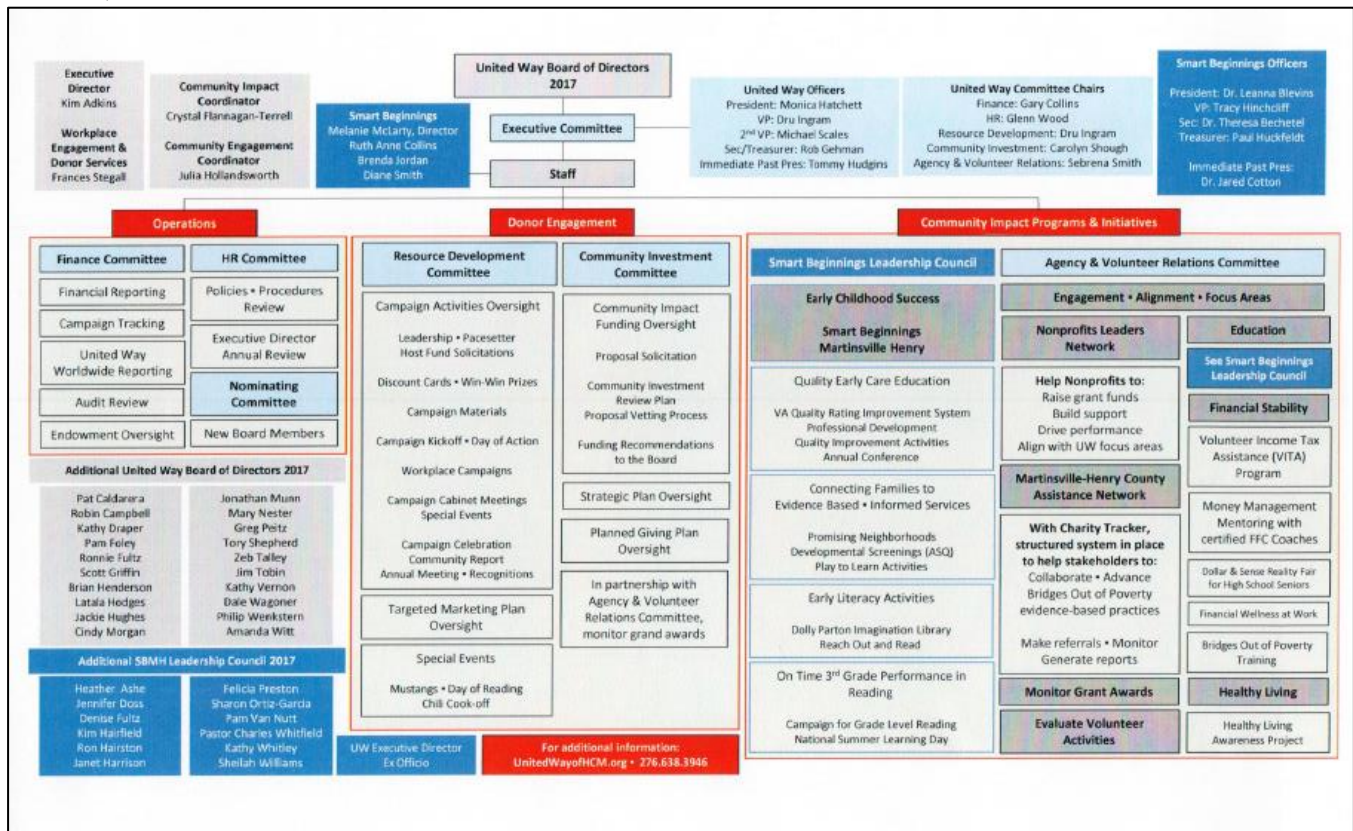 United Way Board of Directors
2017
Executive Committee
Staff
Executive
Director
Kim Adkins
Workplace
Engagement &
Donor Services
Frances Stegall
Community Impact
Coordinator
Crystal Flannagan-Terrell
Community Engagement
Coordinator
Julia Hollandsworth
Smart Beginnings
Melanie McLarty, Director
Ruth Anne Collins
Brenda Jordan
Diane Smith
United Way Officers
President: Monica Hatchett
VP: Dru Ingram
2nd VP: Michael Scales
Sec/Treasurer: Rob Gehman
Immediate Past Pres: Tommy Hudgins
United Way Committee Chairs
Finance: Gary Collins
HR: Glenn Wood
Resource Development: Dru Ingram
Community Investment: Carolyn Shough
Agency & Volunteer Relations: Sebrena Smith
Smart Beginnings Officers
President: Dr. Leanna Blevins
VP: Tracy Hinchcliff
Sec: Dr. Theresa Bechetel
Treasurer: Paul Huckfeldt
Immediate Past Pres:
Dr. Jared Cotton
Operations
Finance Committee
Financial Reporting
Campaign Tracking
United Way
Worldwide Reporting
Audit Review
Endowment Oversight
HR Committee
Policies • Procedures
Review
Executive Director
Annual Review
Nominating
Committee
New Board Members
Additional United Way Board of Directors 2017
Pat Caldarera
Robin Campbell
Kathy Draper
Pam Foley
Ronnie Fultz
Scott Griffin
Brian Henderson
Latala Hodges
Jackie Hughes
Cindy Morgan
Jonathan Munn
Mary Nester
Greg Peitz
Tory Shepherd
Zeb Talley
Jim Tobin
Kathy Vernon
Dale Wagoner
Philip Wenkstern
Amanda Witt
Additional SBMH Leadership Council 2017
Heather Ashe
Jennifer Doss
Denise Fultz
Kim Hairfield
Ron Hairston
Janet Harrison
Felicia Preston
Sharon Ortiz-Garcia
Pam Van Nutt
Pastor Charles Whitfield
Kathy Whitley
Sheilah Williams
UW Executive Director
Ex Officio
Donor Engagement
Resource Development
Committee
Campaign Activities Oversight
Leadership • Pacesetter
Host Fund Solicitations
Discount Cards • Win-Win Prizes
Campaign Materials
Campaign Kickoff • Day of Action
Workplace Campaigns
Campaign Cabinet Meetings
Special Events
Campaign Celebration
Community Report
Annual Meeting • Recognitions
Targeted Marketing Plan
Oversight
Special Events
Mustangs • Day of Reading
Chili Cook-off
Community Investment
Committee
Community Impact
Funding Oversight
Proposal Solicitation
Community Investment
Review Plan
Proposal Vetting Process
Funding Recommendations
to the Board
Strategic Plan Oversight
Planned Giving Plan
Oversight
In partnership with
Agency & Volunteer
Relations Committee,
monitor grand awards
For additional information:
UnitedWayofHCM.org • 276.638.3946
Community Impact Programs & Initiatives
Smart Beginnings Leadership Council
Early Childhood Success
Smart Beginnings
Martinsville Henry
Quality Early Care Education
VA Quality Rating Improvement System
Professional Development
Quality Improvement Activities
Annual Conference
Connecting Families to
Evidence Based • Informed Services
Promising Neighborhoods
Developmental Screenings (ASQ)
Play to Learn Activities
Early Literacy Activities
Dolly Parton Imagination Library
Reach Out and Read
On Time 3rd Grade Performance in
Reading
Campaign for Grade Level Reading
National Summer Learning Day
Agency & Volunteer Relations Committee
Engagement • Alignment • Focus Areas
Nonprofits Leaders
Network
Help Nonprofits to:
Raise grant funds
Build support
Drive performance
Align with UW focus areas
Martinsville-Henry County
Assistance Network
With Charity Tracker,
structured system in place
to help stakeholders to:
Collaborate • Advance
Bridges Out of Poverty
evidence-based practices
Make referrals • Monitor
Generate reports
Monitor Grant Awards
Evaluate Volunteer
Activities
Education
See Smart Beginnings
Leadership Council
Financial Stability
Volunteer Income Tax
Assistance (VITA)
Program
Money Management
Mentoring with
certified FFC Coaches
Dollar & Sense Reality Fair
for High School Seniors
Financial Wellness at Work
Bridges Out of Poverty
Training
Healthy Living
Healthy Living
Awareness Project